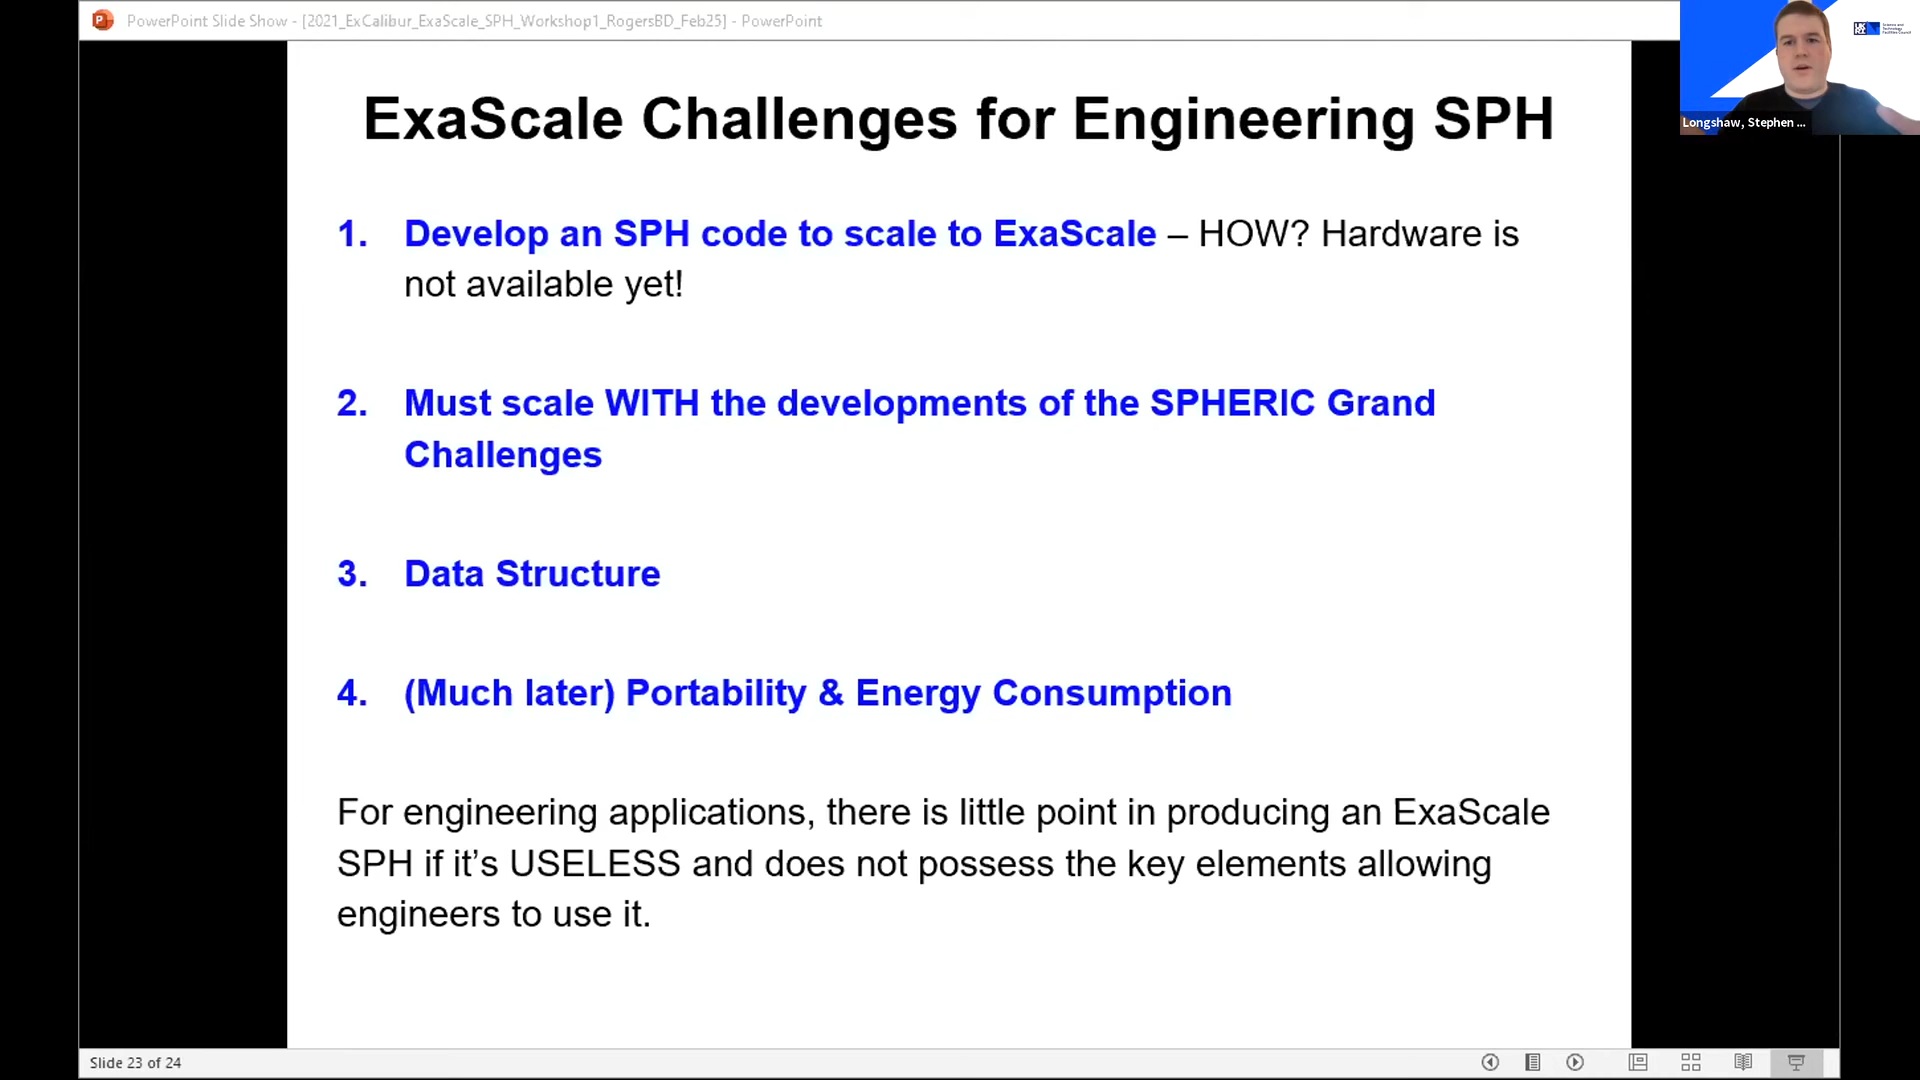 PowerPoint Slide Show - [2021_ExCalibur_ExaScale_SPH_Workshop1_RogersBD_Feb25] - PowerPoint
Longshaw, Stephen ...
ExaScale Challenges for Engineering SPH
1. Develop an SPH code to scale to ExaScale – HOW? Hardware is
not available yet!
2. Must scale WITH the developments of the SPHERIC Grand
Challenges
3. Data Structure
4. (Much later) Portability & Energy Consumption
For engineering applications, there is little point in producing an ExaScale
SPH if it’s USELESS and does not possess the key elements allowing
engineers to use it.
Slide 23 of 24